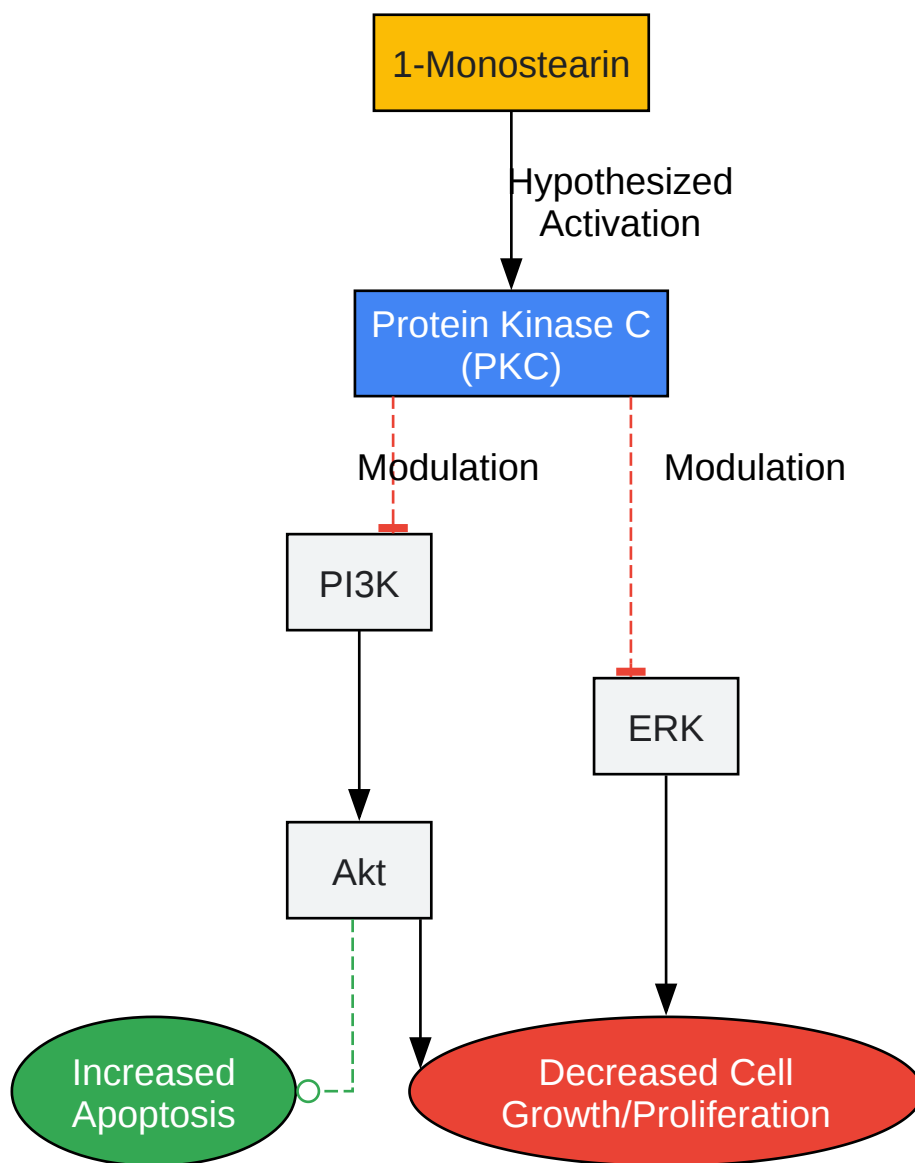 1-Monostearin
Hypothesized
Activation
Protein Kinase C
(PKC)
Modulation
Modulation
PI3K
ERK
Akt
Increased
Apoptosis
Decreased Cell
Growth/Proliferation